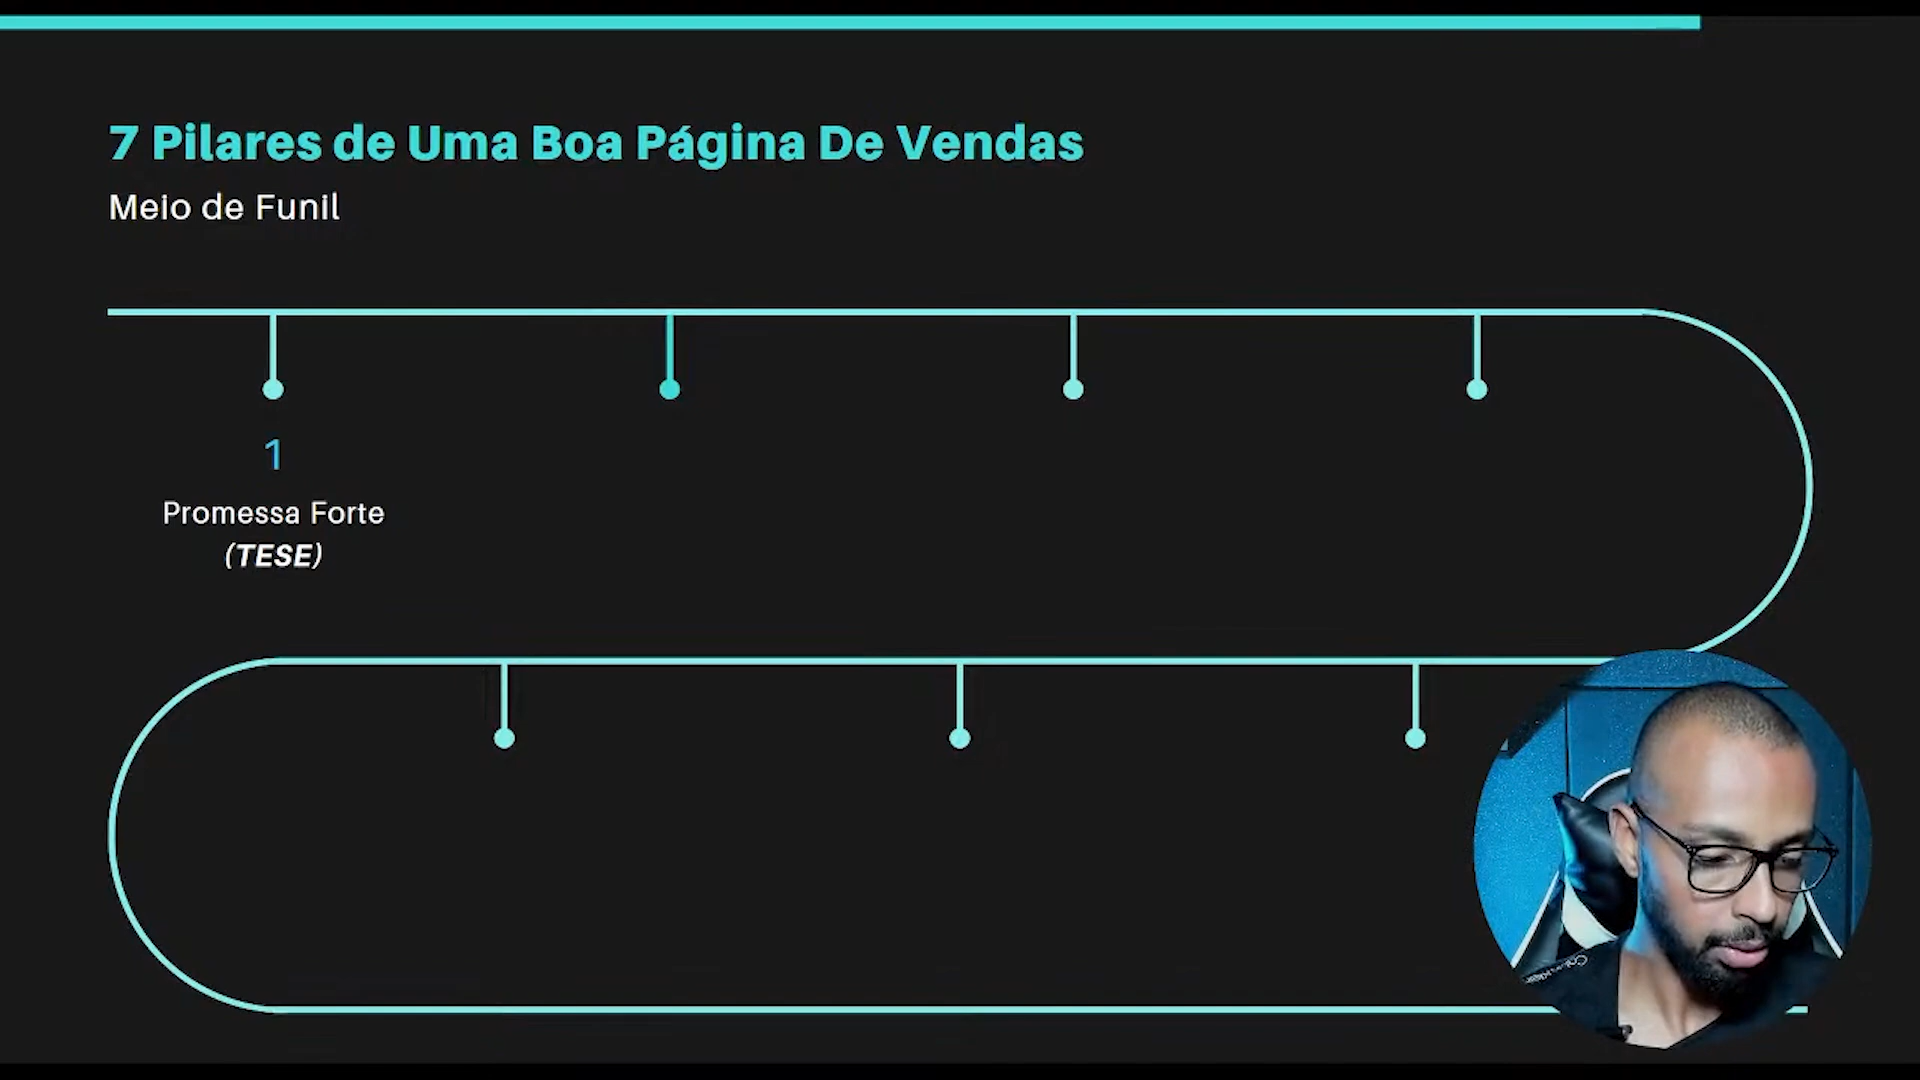 7 Pilares de Uma Boa Página De Vendas
Meio de Funil
1
Promessa Forte
(TESE)